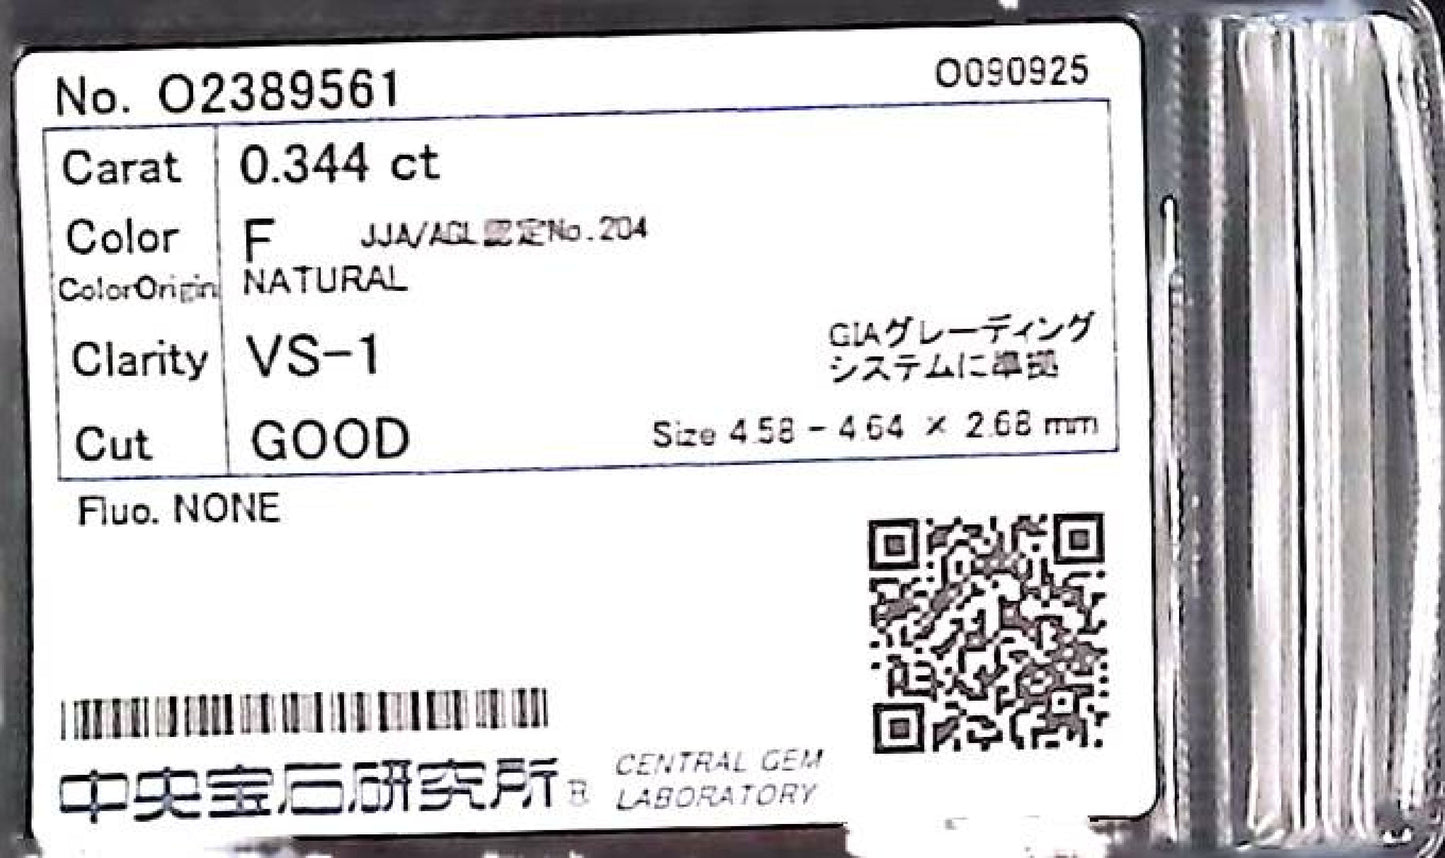 No. O2389561
O090925
Carat 0.344 ct
Color F JJA/AGL認定No.204
ColorOrigin NATURAL
Clarity VS-1
GIAグレーディング
システムに準拠
Cut GOOD
Size 4.58 - 4.64 × 2.68 mm
Fluo. NONE
中央宝石研究所 B
CENTRAL GEM
LABORATORY